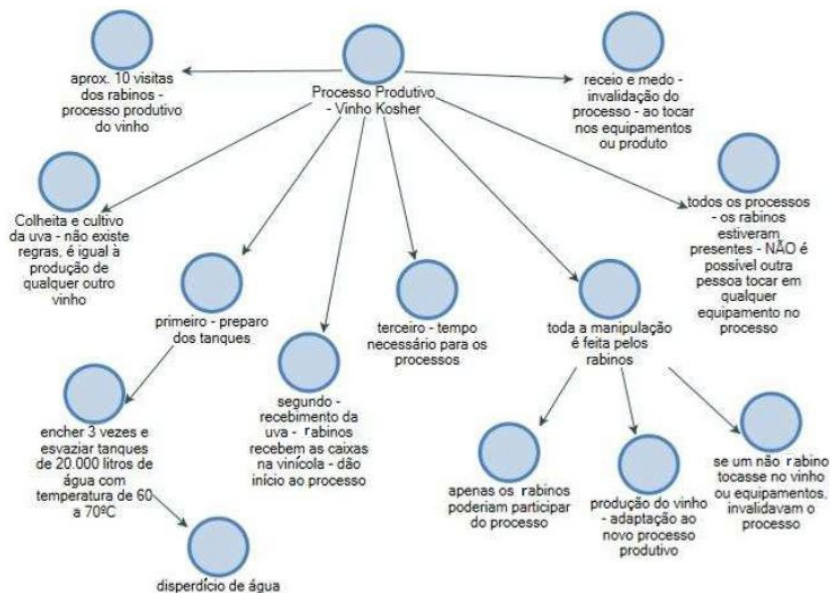 aprox. 10 visitas
dos rabinos -
processo produtivo
do vinho
Processo Produtivo
- Vinho Kosher
receio e medo -
invalidação do
processo - ao tocar
nos equipamentos
ou produto
Colheita e cultivo
da uva - não existe
regras, é igual à
produção de
qualquer outro
vinho
todos os processos
- os rabinos
estiveram
presentes - NÃO é
possível outra
pessoa tocar em
qualquer
equipamento no
processo
primeiro - preparo
dos tanques
terceiro - tempo
necessário para os
processos
toda a manipulação
é feita pelos
rabinos
encher 3 vezes e
esvaziar tanques
de 20.000 litros de
água com
temperatura de 60
a 70ºC
segundo -
recebimento da
uva - rabinos
recebem as caixas
na vinícola - dão
início ao processo
apenas os rabinos
poderiam participar
do processo
produção do vinho
- adaptação ao
novo processo
produtivo
se um não rabino
tocasse no vinho
ou equipamentos,
invalidavam o
processo
disperdício de água